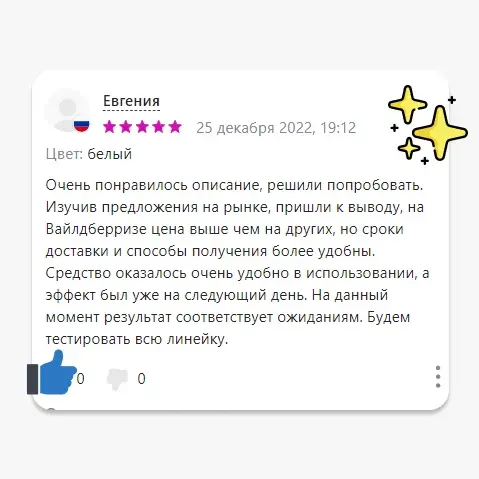 Евгения
25 декабря 2022, 19:12
Цвет: белый
Очень понравилось описание, решили попробовать.
Изучив предложения на рынке, пришли к выводу, на
Вайлдберризе цена выше чем на других, но сроки
доставки и способы получения более удобны.
Средство оказалось очень удобно в использовании, а
эффект был уже на следующий день. На данный
момент результат соответствует ожиданиям. Будем
тестировать всю линейку.
0 0